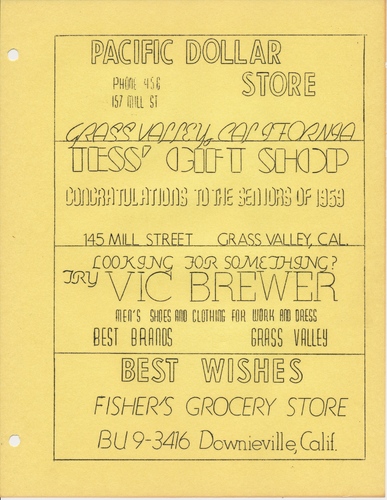 PACIFIC DOLLAR
STORE
PHONE 456
157 MILL ST
GRASS VALLEY, CALIFORNIA
TESS' GIFT SHOP
CONGRATULATIONS TO THE SENIORS OF 1959
145 MILL STREET GRASS VALLEY, CAL.
LOOKING FOR SOMETHING?
TRY VIC BREWER
MEN'S SHOES AND CLOTHING FOR WORK AND DRESS
BEST BRANDS GRASS VALLEY
BEST WISHES
FISHER'S GROCERY STORE
BU 9-3416 Downieville, Calif.